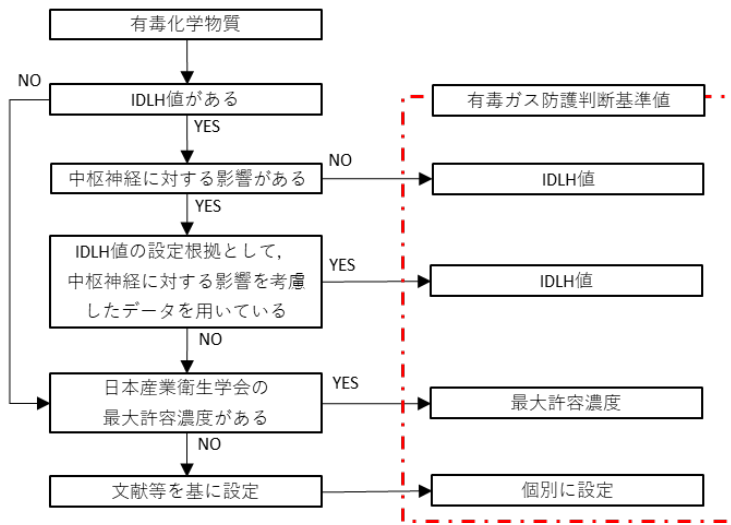 有毒化学物質
NO
IDLH値がある
有毒ガス防護判断基準値
YES
中枢神経に対する影響がある
NO
IDLH値
YES
IDLH値の設定根拠として，
中枢神経に対する影響を考慮
したデータを用いている
YES
IDLH値
NO
日本産業衛生学会の
最大許容濃度がある
YES
最大許容濃度
NO
文献等を基に設定
個別に設定